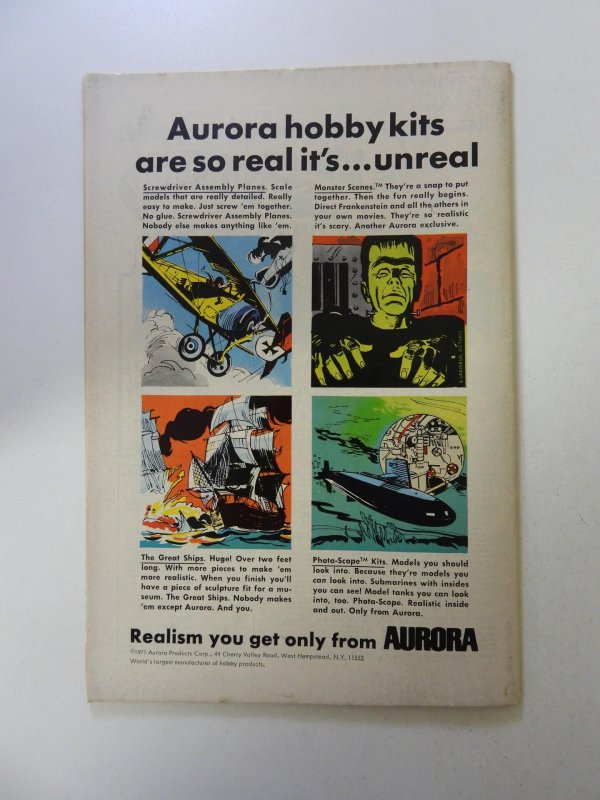 Aurora hobby kits
are so real it's...unreal
Screwdriver Assembly Planes. Scale
models that are really detailed. Really
easy to make. Just screw 'em together.
No glue. Screwdriver Assembly Planes.
Nobody else makes anything like 'em.
Monster Scenes.™ They're a snap to put
together. Then the fun really begins.
Direct Frankenstein and all the others in
your own movies. They're so realistic
it's scary. Another Aurora exclusive.
The Great Ships. Huge! Over two feet
long. With more pieces to make 'em
more realistic. When you finish you'll
have a piece of sculpture fit for a mu-
seum. The Great Ships. Nobody makes
'em except Aurora. And you.
Phota-Scope™ Kits. Models you should
look into. Because they're models you
can look into. Submarines with insides
you can see! Model tanks you can look
into, too. Phota-Scope. Realistic inside
and out. Only from Aurora.
Realism you get only from AURORA
©1971 Aurora Products Corp., 44 Cherry Valley Road, West Hempstead, N.Y. 11552
World's largest manufacturer of hobby products.